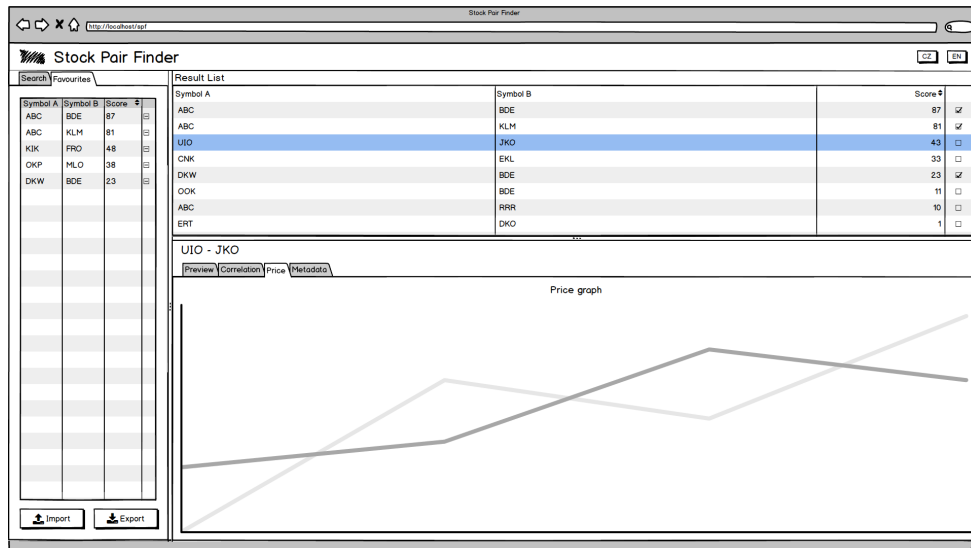 Stock Pair Finder
http://localhost/spf
Stock Pair Finder
CZ EN
Search Favourites
Symbol A Symbol B Score
ABC BDE 87
ABC KLM 81
KIK FRO 48
OKP MLO 38
DKW BDE 23
Import Export
Result List
Symbol A Symbol B Score
ABC BDE 87
ABC KLM 81
UIO JKO 43
CNK EKL 33
DKW BDE 23
OOK BDE 11
ABC RRR 10
ERT DKO 1
UIO - JKO
Preview Correlation Price Metadata
Price graph